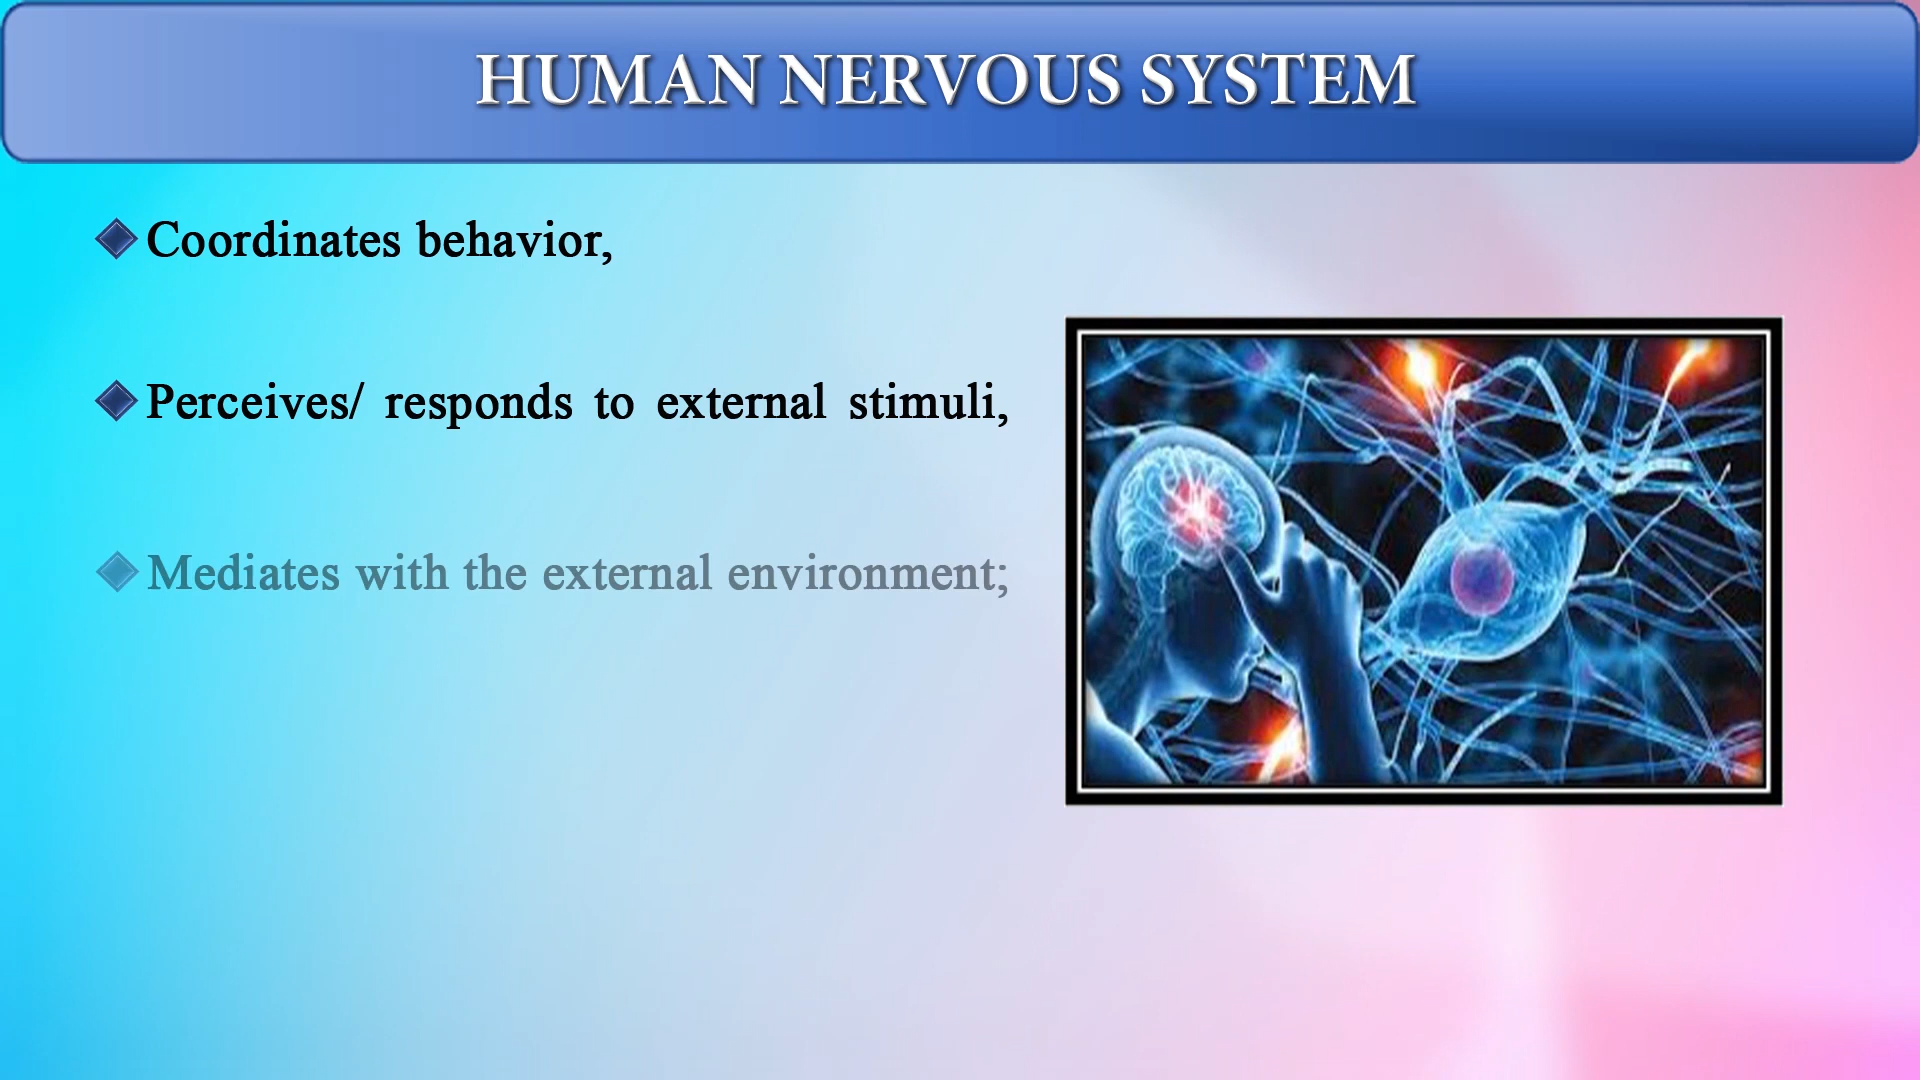 HUMAN NERVOUS SYSTEM
Coordinates behavior,
Perceives/ responds to external stimuli,
Mediates with the external environment;